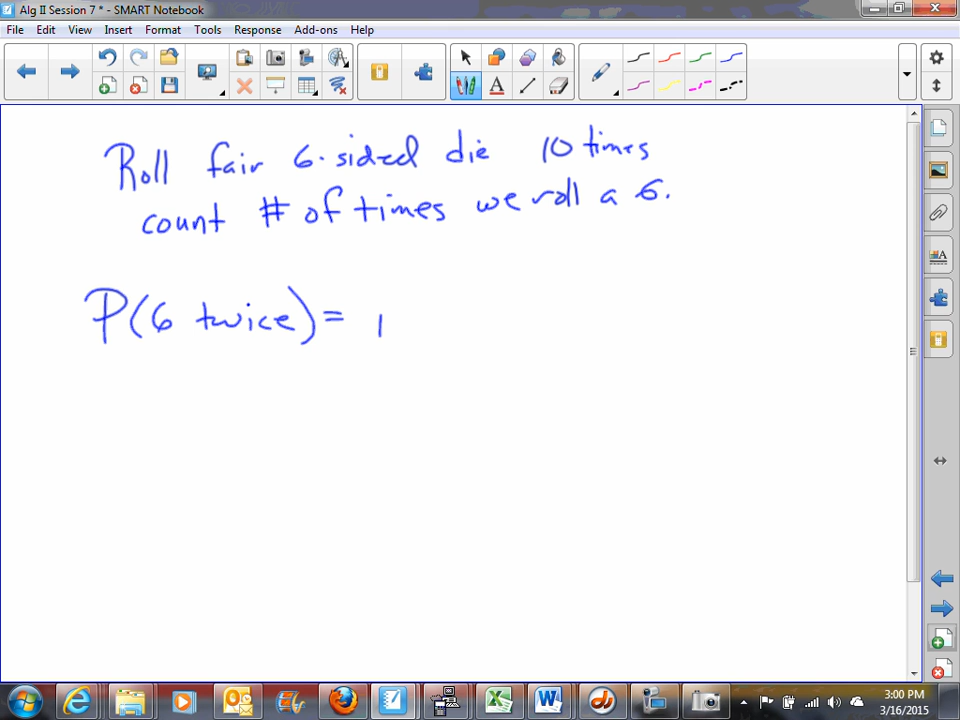 Alg II Session 7 * - SMART Notebook
File Edit View Insert Format Tools Response Add-ons Help
Roll fair 6-sided die 10 times
count # of times we roll a 6.
P(6 twice) = 1
3:00 PM
3/16/2015